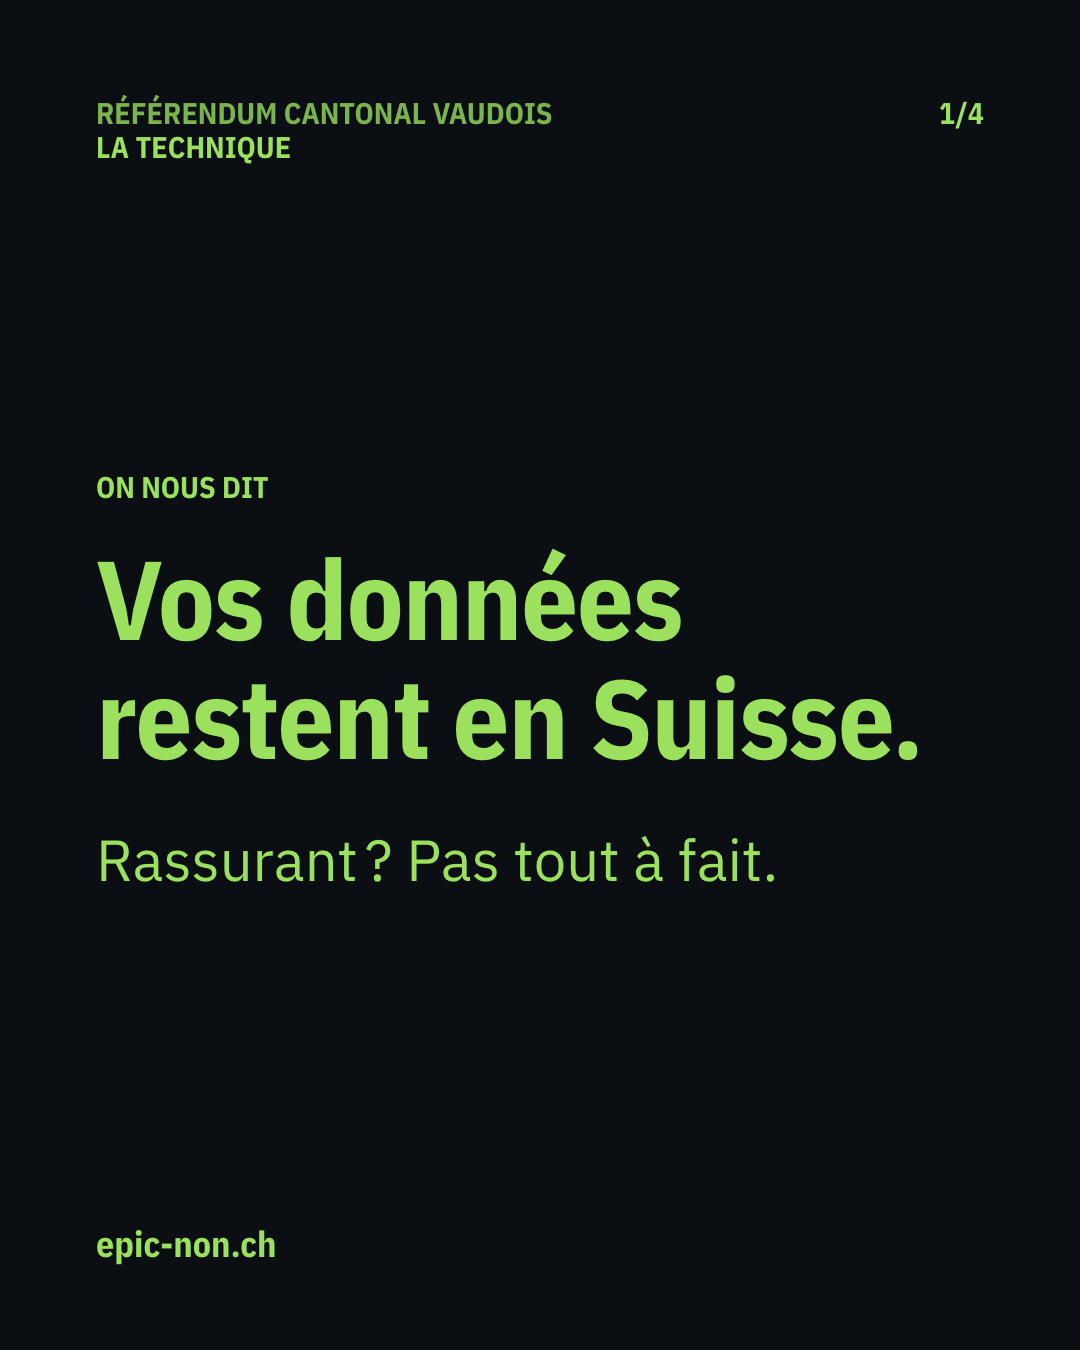 RÉFÉRENDUM CANTONAL VAUDOIS
LA TECHNIQUE
1/4
ON NOUS DIT
Vos données
restent en Suisse.
Rassurant ? Pas tout à fait.
epic-non.ch